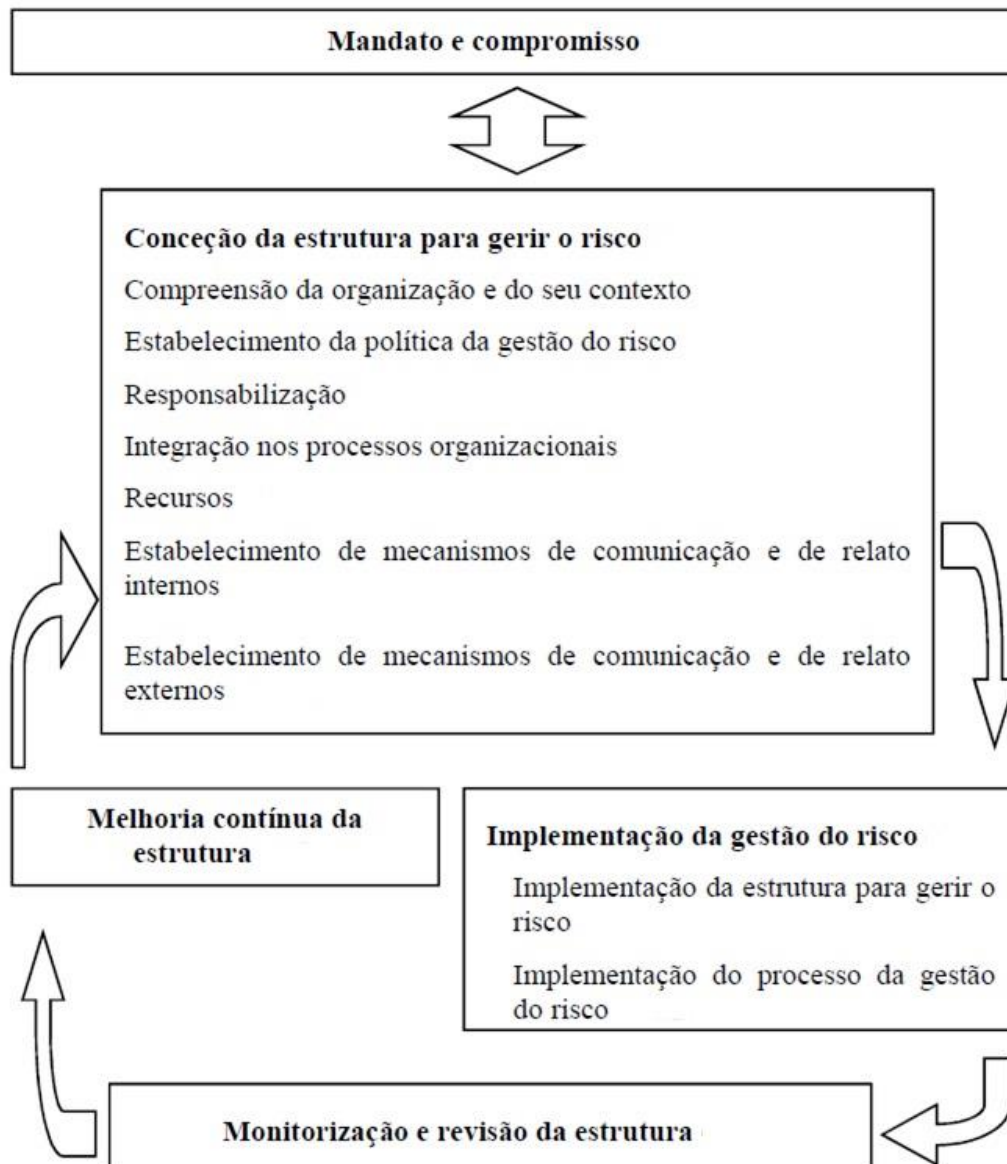 Mandato e compromisso
Conceção da estrutura para gerir o risco
Compreensão da organização e do seu contexto
Estabelecimento da política da gestão do risco
Responsabilização
Integração nos processos organizacionais
Recursos
Estabelecimento de mecanismos de comunicação e de relato
internos
Estabelecimento de mecanismos de comunicação e de relato
externos
Melhoria contínua da
estrutura
Implementação da gestão do risco
Implementação da estrutura para gerir o
risco
Implementação do processo da gestão
do risco
Monitorização e revisão da estrutura